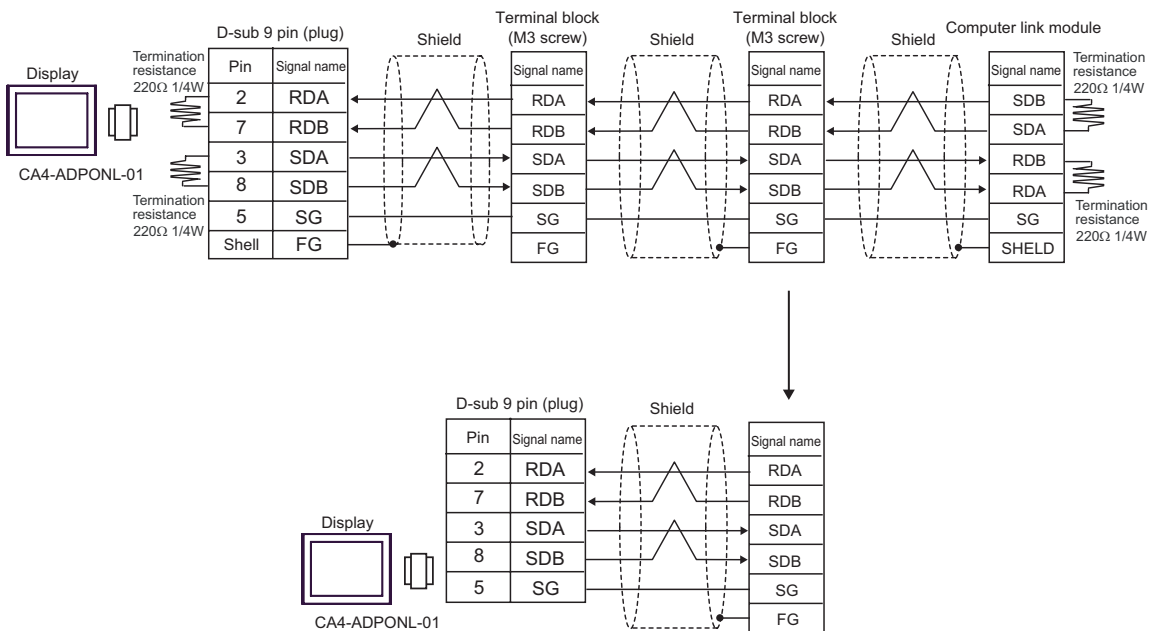 Terminal block
(M3 screw)
Terminal block
(M3 screw)
Computer link module
D-sub 9 pin (plug)
Shield
Shield
Shield
Display
CA4-ADPONL-01
Termination
resistance
220Ω 1/4W
Termination
resistance
220Ω 1/4W
Pin Signal name
2 RDA
7 RDB
3 SDA
8 SDB
5 SG
Shell FG
Signal name
RDA
RDB
SDA
SDB
SG
FG
Signal name
RDA
RDB
SDA
SDB
SG
FG
Signal name
SDB
SDA
RDB
RDA
SG
SHIELD
Termination
resistance
220Ω 1/4W
Termination
resistance
220Ω 1/4W
D-sub 9 pin (plug)
Shield
Display
CA4-ADPONL-01
Pin Signal name
2 RDA
7 RDB
3 SDA
8 SDB
5 SG
Signal name
RDA
RDB
SDA
SDB
SG
FG